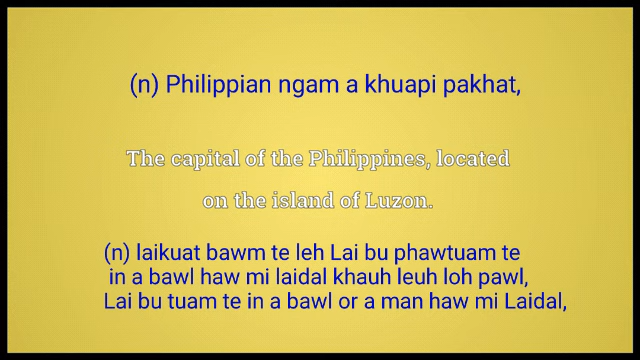 (n) Philippian ngam a khuapi pakhat,
The capital of the Philippines, located
on the island of Luzon.
(n) laikuat bawm te leh Lai bu phawtuam te
in a bawl haw mi laidal khauh leuh loh pawl,
Lai bu tuam te in a bawl or a man haw mi Laidal,